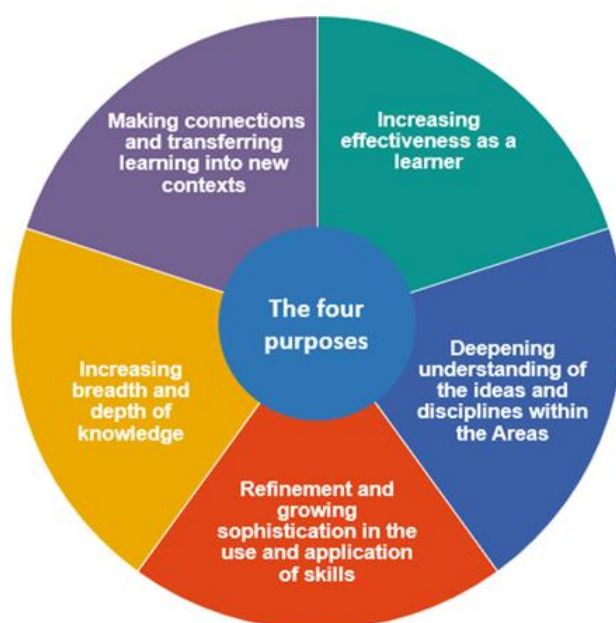 Making connections
and transferring
learning into new
contexts
Increasing
effectiveness as a
learner
The four
purposes
Increasing
breadth and
depth of
knowledge
Deepening
understanding of
the ideas and
disciplines within
the Areas
Refinement and
growing
sophistication in the
use and application
of skills